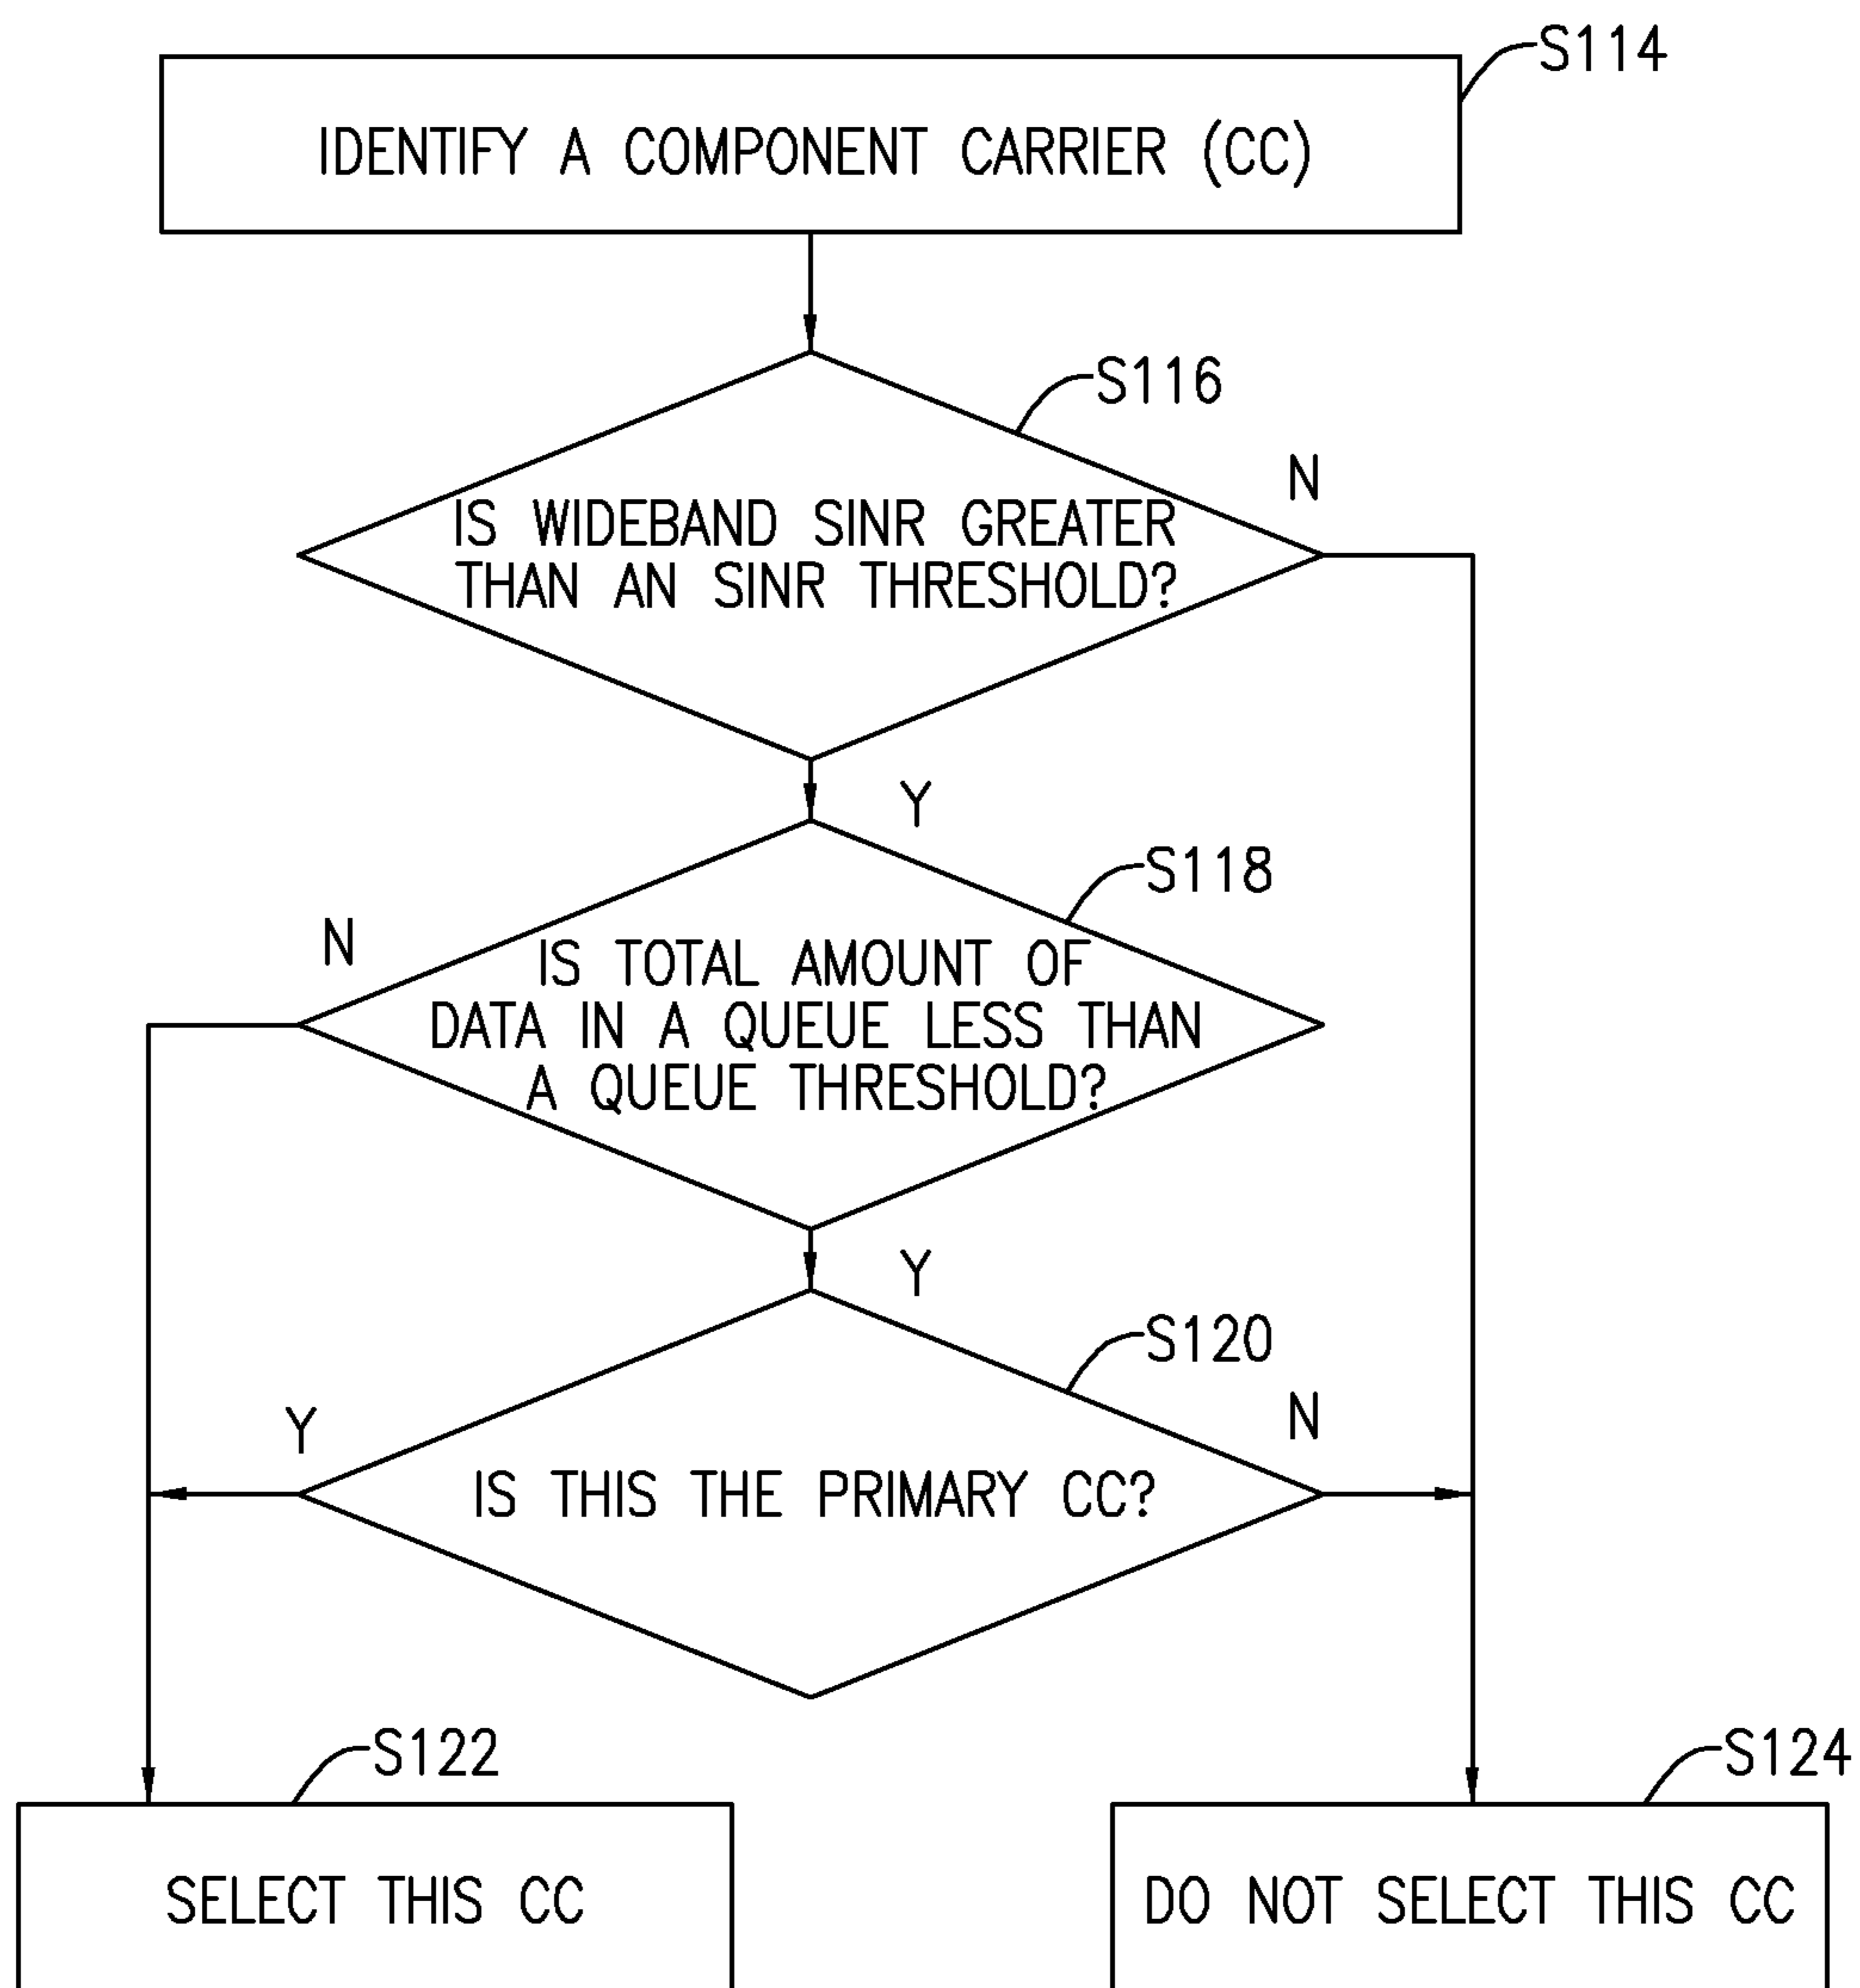 S114
IDENTIFY A COMPONENT CARRIER (CC)
S116
N
IS WIDEBAND SINR GREATER
THAN AN SINR THRESHOLD?
Y
S118
N
IS TOTAL AMOUNT OF
DATA IN A QUEUE LESS THAN
A QUEUE THRESHOLD?
Y
S120
Y
N
IS THIS THE PRIMARY CC?
S122
S124
SELECT THIS CC
DO NOT SELECT THIS CC